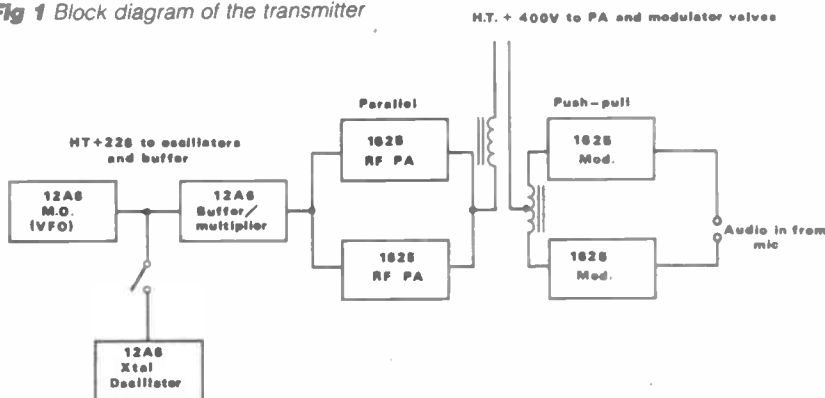 Fig 1 Block diagram of the transmitter
H.T. + 400V to PA and modulator valves
Parallel
Push-pull
HT+226 to oscillators
and buffer
1625
RF PA
1625
Mod.
12A6
M.O.
(VFO)
12A6
Buffer/
multiplier
Audio in from
mic
1625
RF PA
1625
Mod.
12A6
Xtal
Oscillator